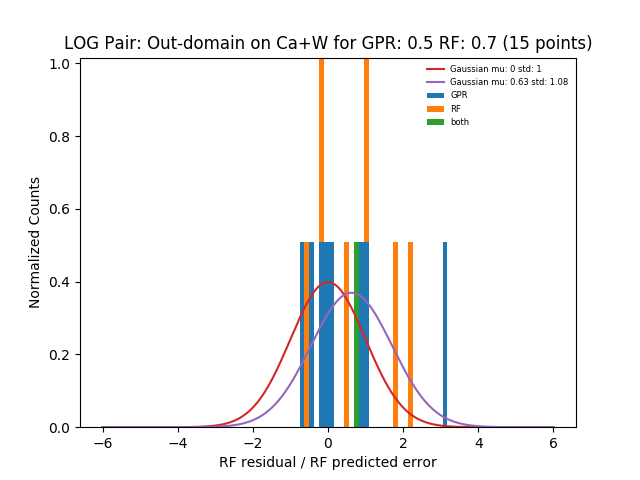 LOG Pair: Out-domain on Ca+W for GPR: 0.5 RF: 0.7 (15 points)
Gaussian mu: 0 std: 1
Gaussian mu: 0.63 std: 1.08
GPR
RF
both
Normalized Counts
1.0
0.8
0.6
0.4
0.2
0.0
−6 −4 −2 0 2 4 6
RF residual / RF predicted error